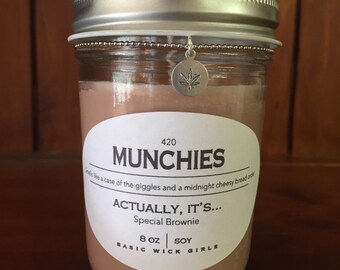 420
MUNCHIES
like a case of the giggles and a midnight cheesy bread
ACTUALLY, IT'S...
Special Brownie
8 OZ | SOY
BASIC WICK GIRLS